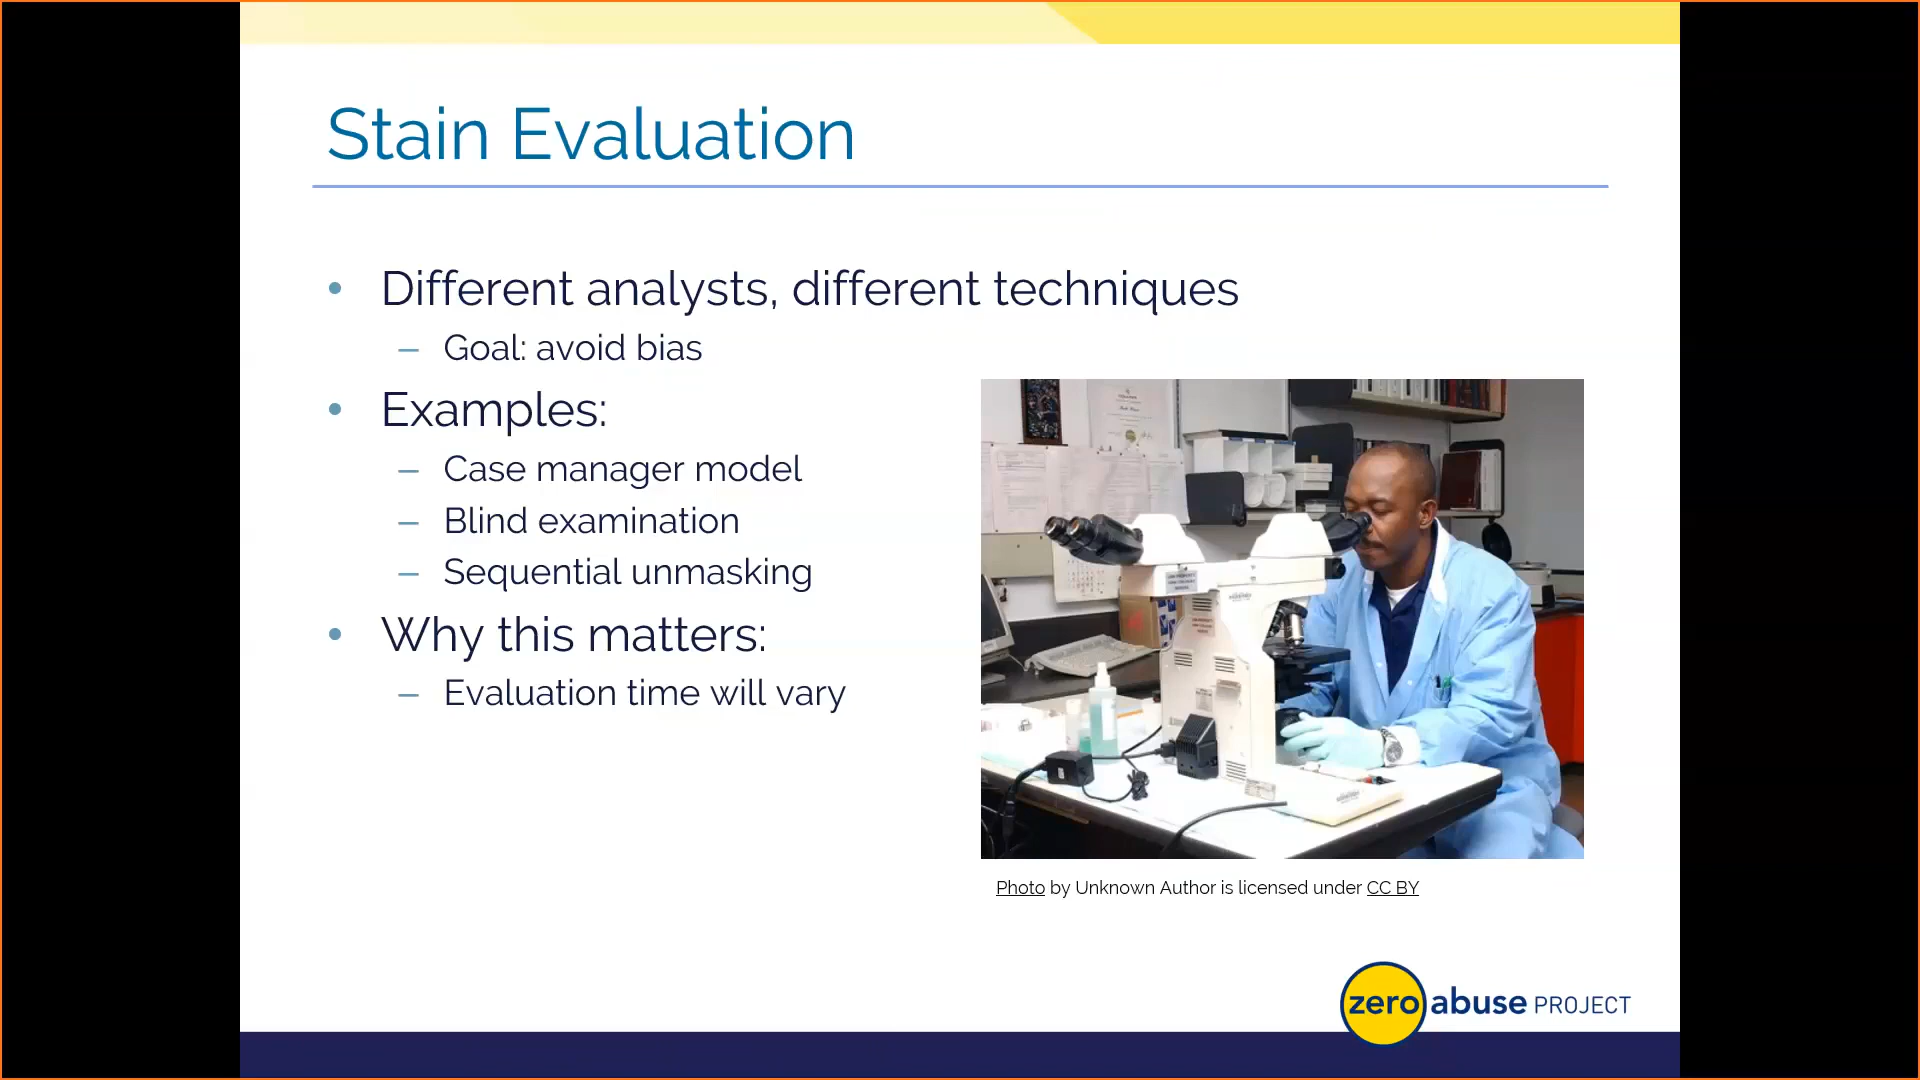 Stain Evaluation
• Different analysts, different techniques
– Goal: avoid bias
• Examples:
– Case manager model
– Blind examination
– Sequential unmasking
• Why this matters:
– Evaluation time will vary
Photo by Unknown Author is licensed under CC BY
zero abuse PROJECT